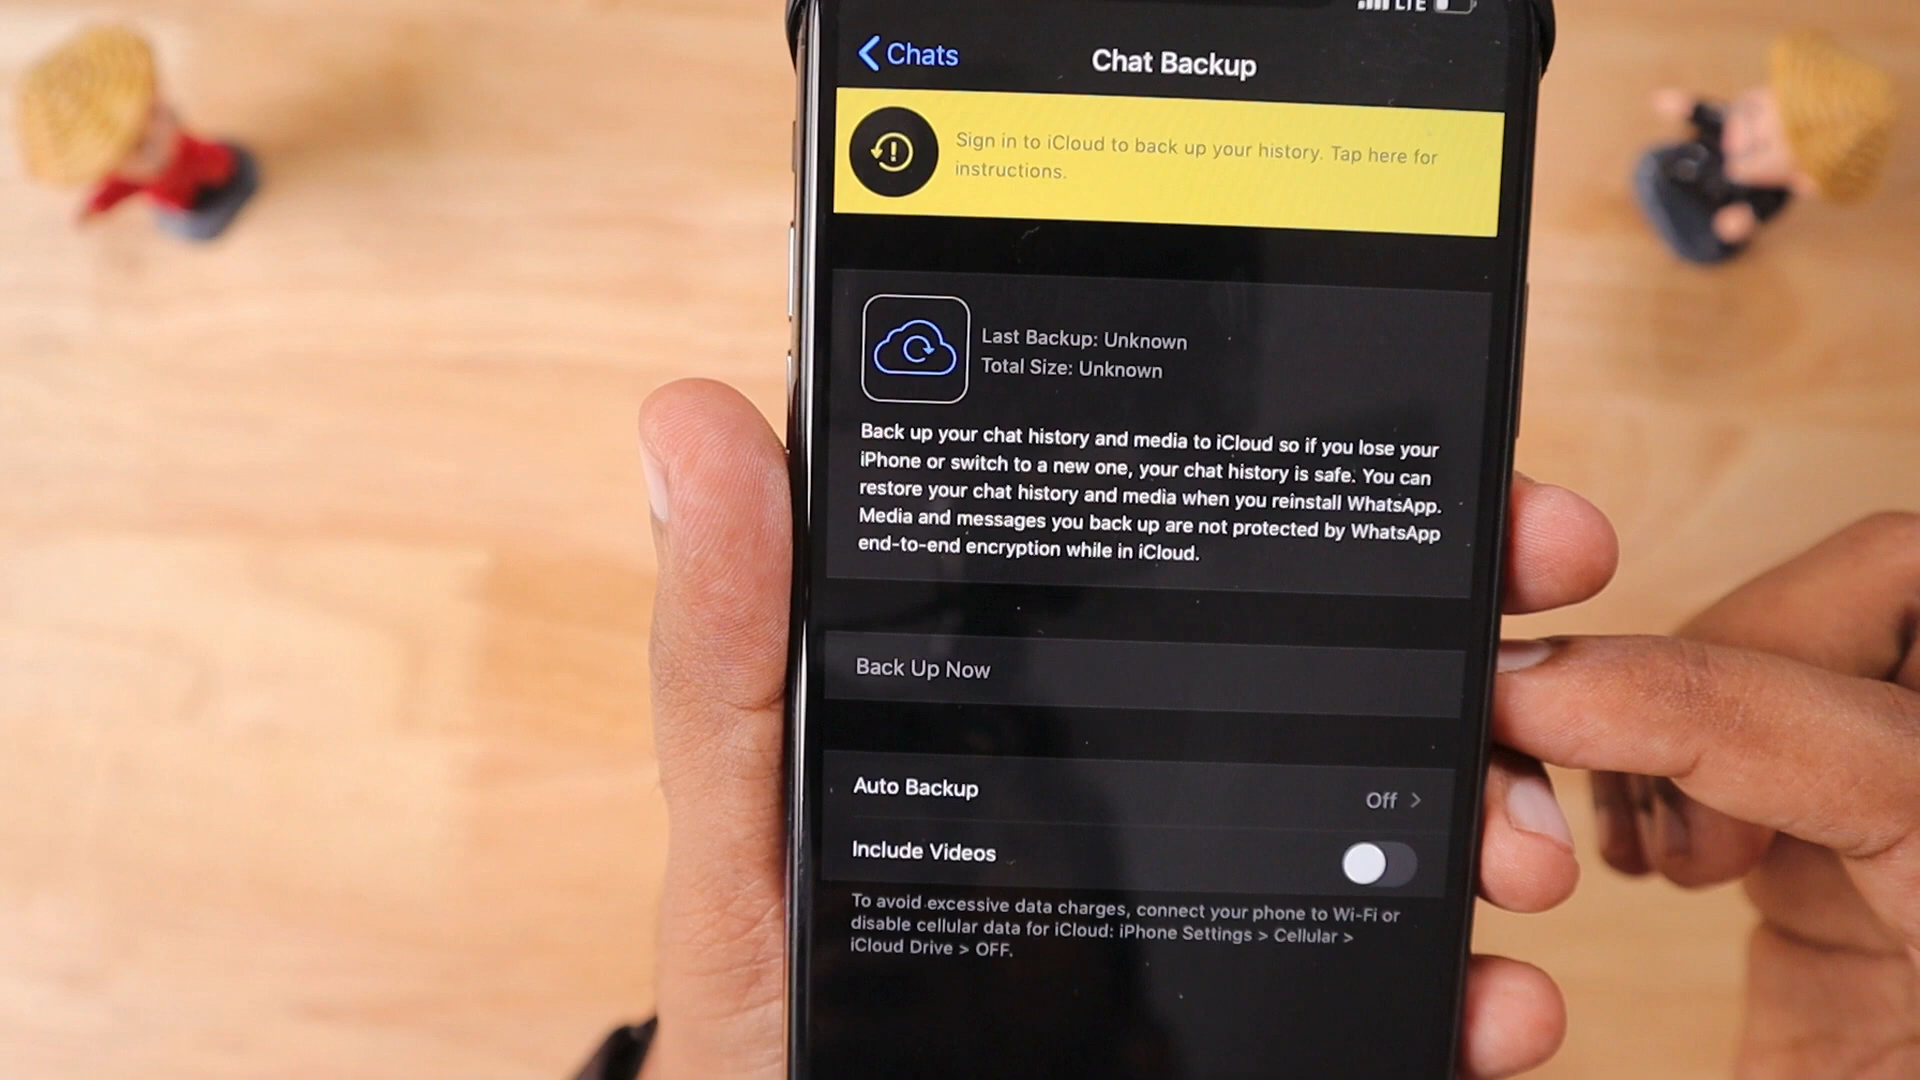 LTE
Chats
Chat Backup
Sign in to iCloud to back up your history. Tap here for
instructions.
Last Backup: Unknown
Total Size: Unknown
Back up your chat history and media to iCloud so if you lose your
iPhone or switch to a new one, your chat history is safe. You can
restore your chat history and media when you reinstall WhatsApp.
Media and messages you back up are not protected by WhatsApp
end-to-end encryption while in iCloud.
Back Up Now
Auto Backup
Off
Include Videos
To avoid excessive data charges, connect your phone to Wi-Fi or
disable cellular data for iCloud: iPhone Settings > Cellular >
iCloud Drive > OFF.